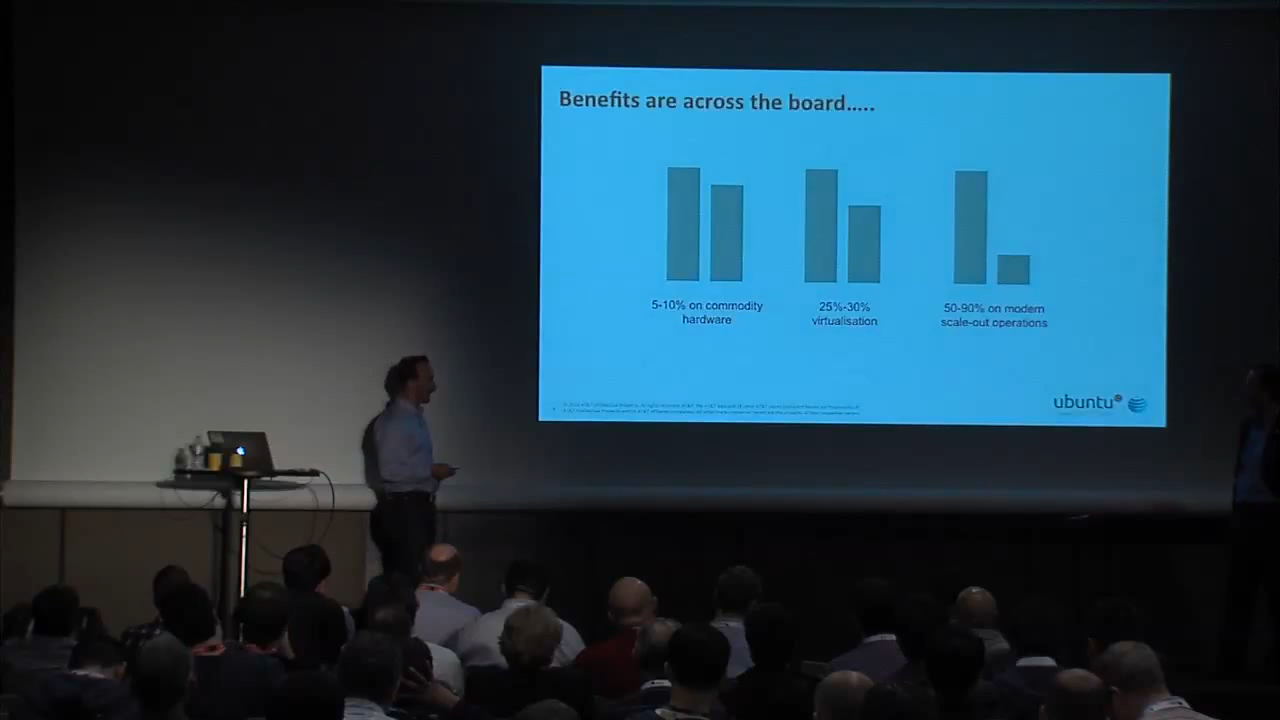 Benefits are across the board.....
5-10% on commodity
hardware
25%-30%
virtualisation
50-90% on modern
scale-out operations
ubuntu